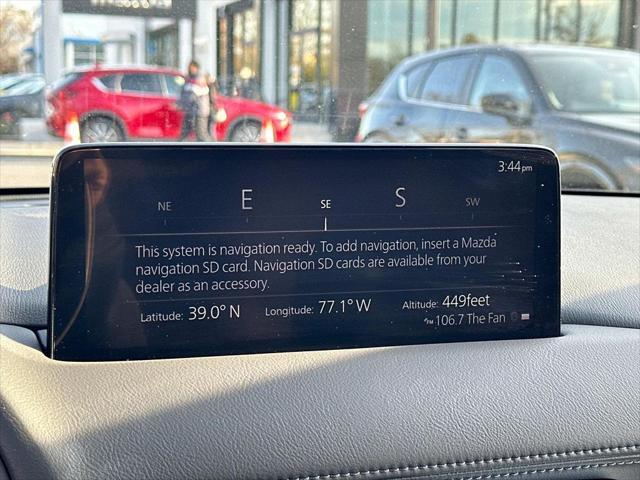 3:44pm
NE E SE S SW
This system is navigation ready. To add navigation, insert a Mazda
navigation SD card. Navigation SD cards are available from your
dealer as an accessory.
Latitude: 39.0° N Longitude: 77.1° W Altitude: 449feet
FM 106.7 The Fan